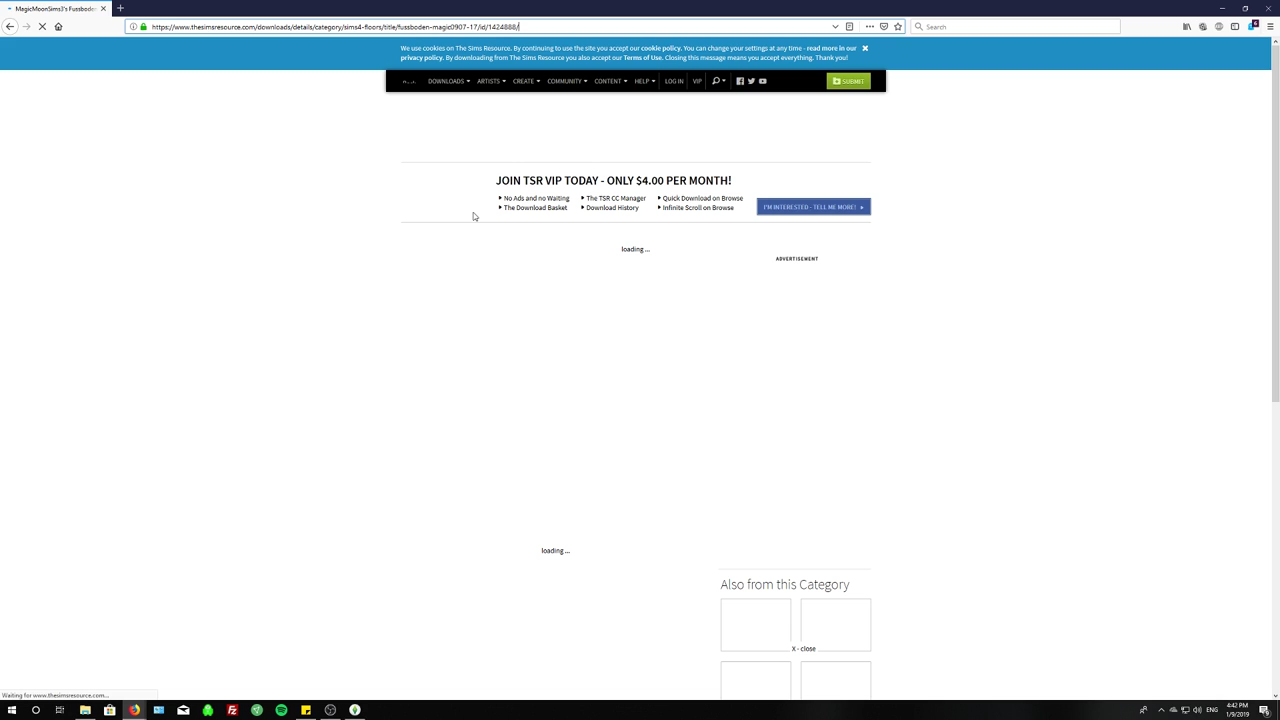 MagicMoonSims3's Fussboden
https://www.thesimsresource.com/downloads/details/category/sims4-floors/title/fussboden-magic0907-17/id/1424888/
Search
We use cookies on The Sims Resource. By continuing to use the site you accept our cookie policy. You can change your settings at any time - read more in our
privacy policy. By downloading from The Sims Resource you also accept our Terms of Use. Closing this message means you accept everything. Thank you!
DOWNLOADS ARTISTS CREATE COMMUNITY CONTENT HELP LOG IN VIP SUBMIT
JOIN TSR VIP TODAY - ONLY $4.00 PER MONTH!
No Ads and no Waiting The TSR CC Manager Quick Download on Browse
The Download Basket Download History Infinite Scroll on Browse
I'M INTERESTED - TELL ME MORE! »
loading ...
ADVERTISEMENT
loading ...
Also from this Category
X - close
Waiting for www.thesimsresource.com...
ENG
4:42 PM
1/9/2019